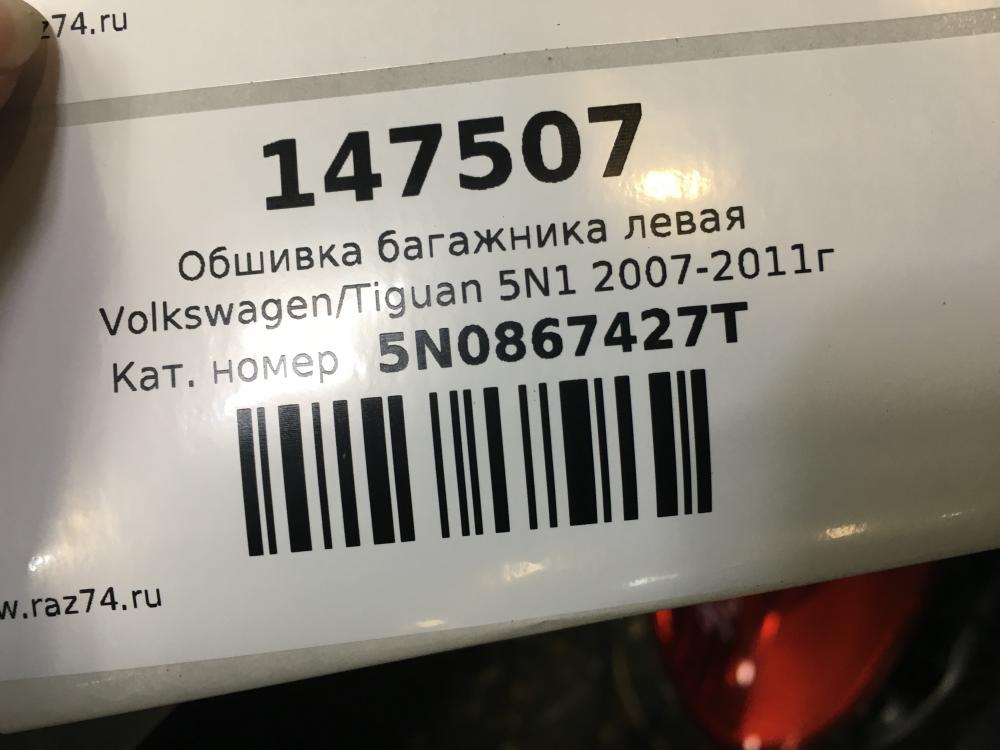 z74.ru
147507
Обшивка багажника левая
Volkswagen/Tiguan 5N1 2007-2011г
Кат. номер 5N0867427T
w.raz74.ru